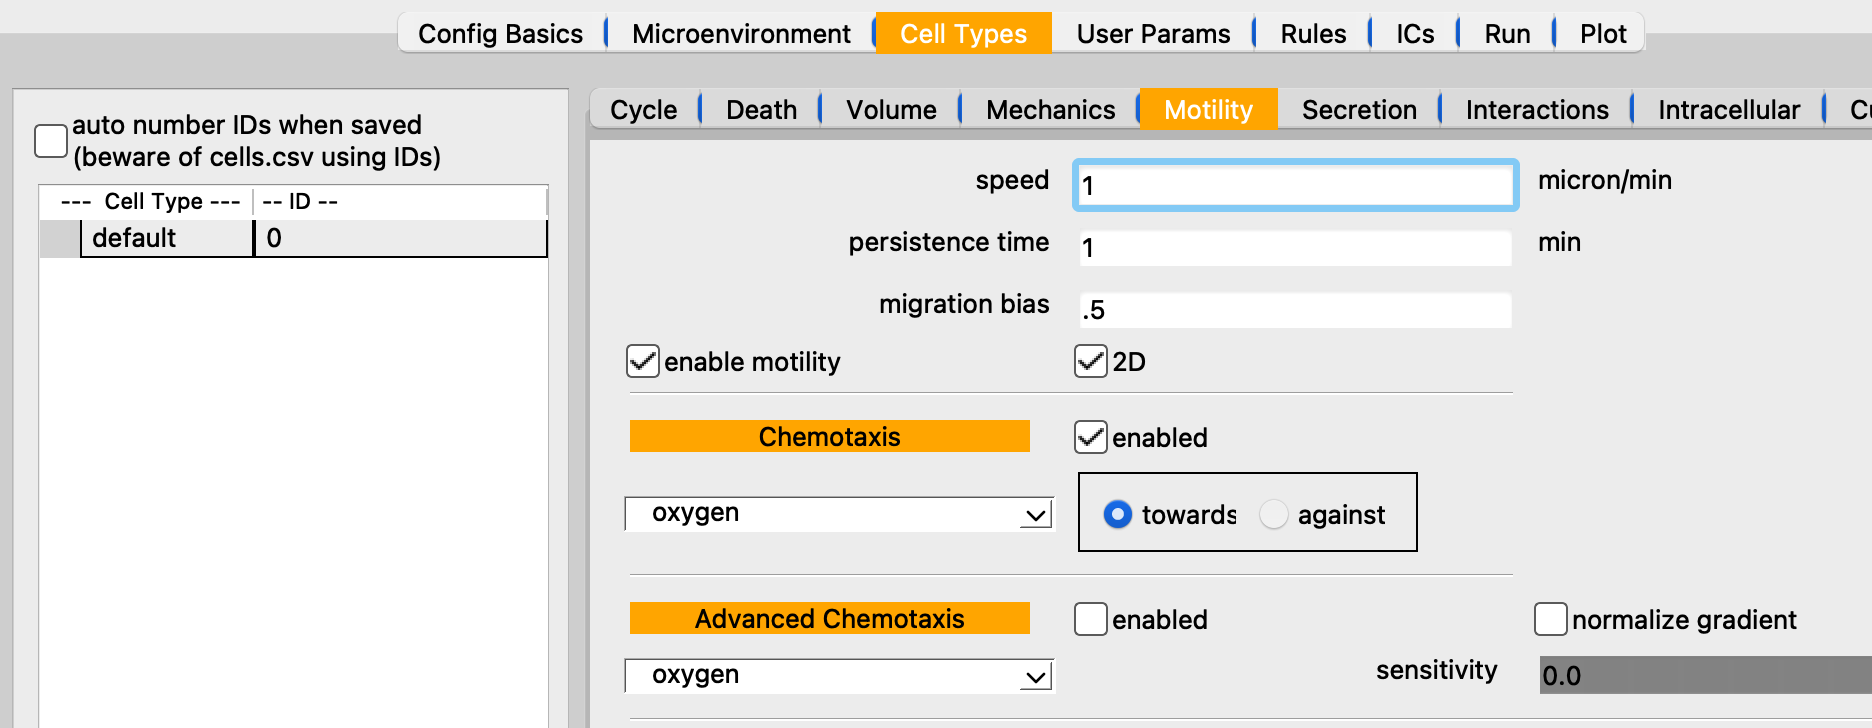 Config Basics Microenvironment Cell Types User Params Rules ICs Run Plot
auto number IDs when saved
(beware of cells.csv using IDs)
--- Cell Type --- -- ID --
default 0
Cycle Death Volume Mechanics Motility Secretion Interactions Intracellular
speed 1 micron/min
persistence time 1 min
migration bias .5
enable motility 2D
Chemotaxis enabled
oxygen towards against
Advanced Chemotaxis enabled normalize gradient
oxygen sensitivity 0.0